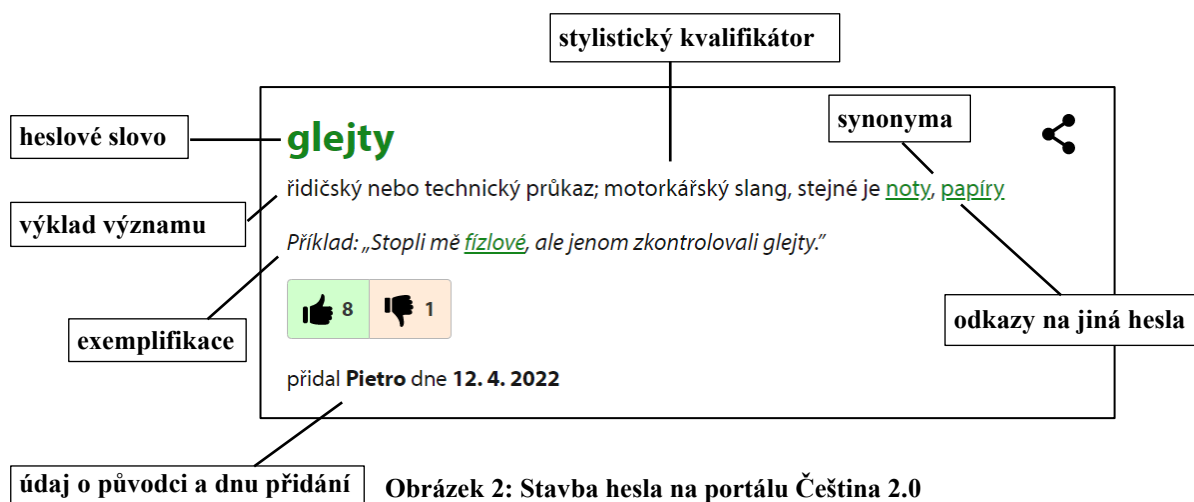 stylistický kvalifikátor
heslové slovo
glejty
synonyma
řidičský nebo technický průkaz; motorkářský slang, stejné je noty, papíry
výklad významu
Příklad: „Stopli mě fízlové, ale jenom zkontrolovali glejty.”
8 1
odkazy na jiná hesla
exemplifikace
přidal Pietro dne 12. 4. 2022
údaj o původci a dnu přidání
Obrázek 2: Stavba hesla na portálu Čeština 2.0